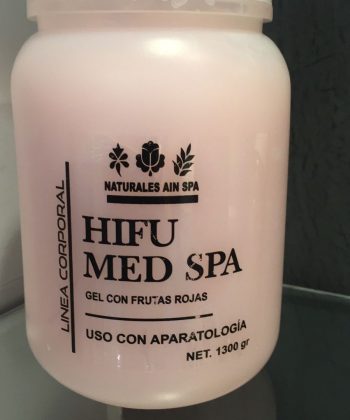 NATURALES AIN SPA
LINEA CORPORAL
HIFU
MED SPA
GEL CON FRUTAS ROJAS
USO CON APARATOLOGÍA
NET. 1300 gr